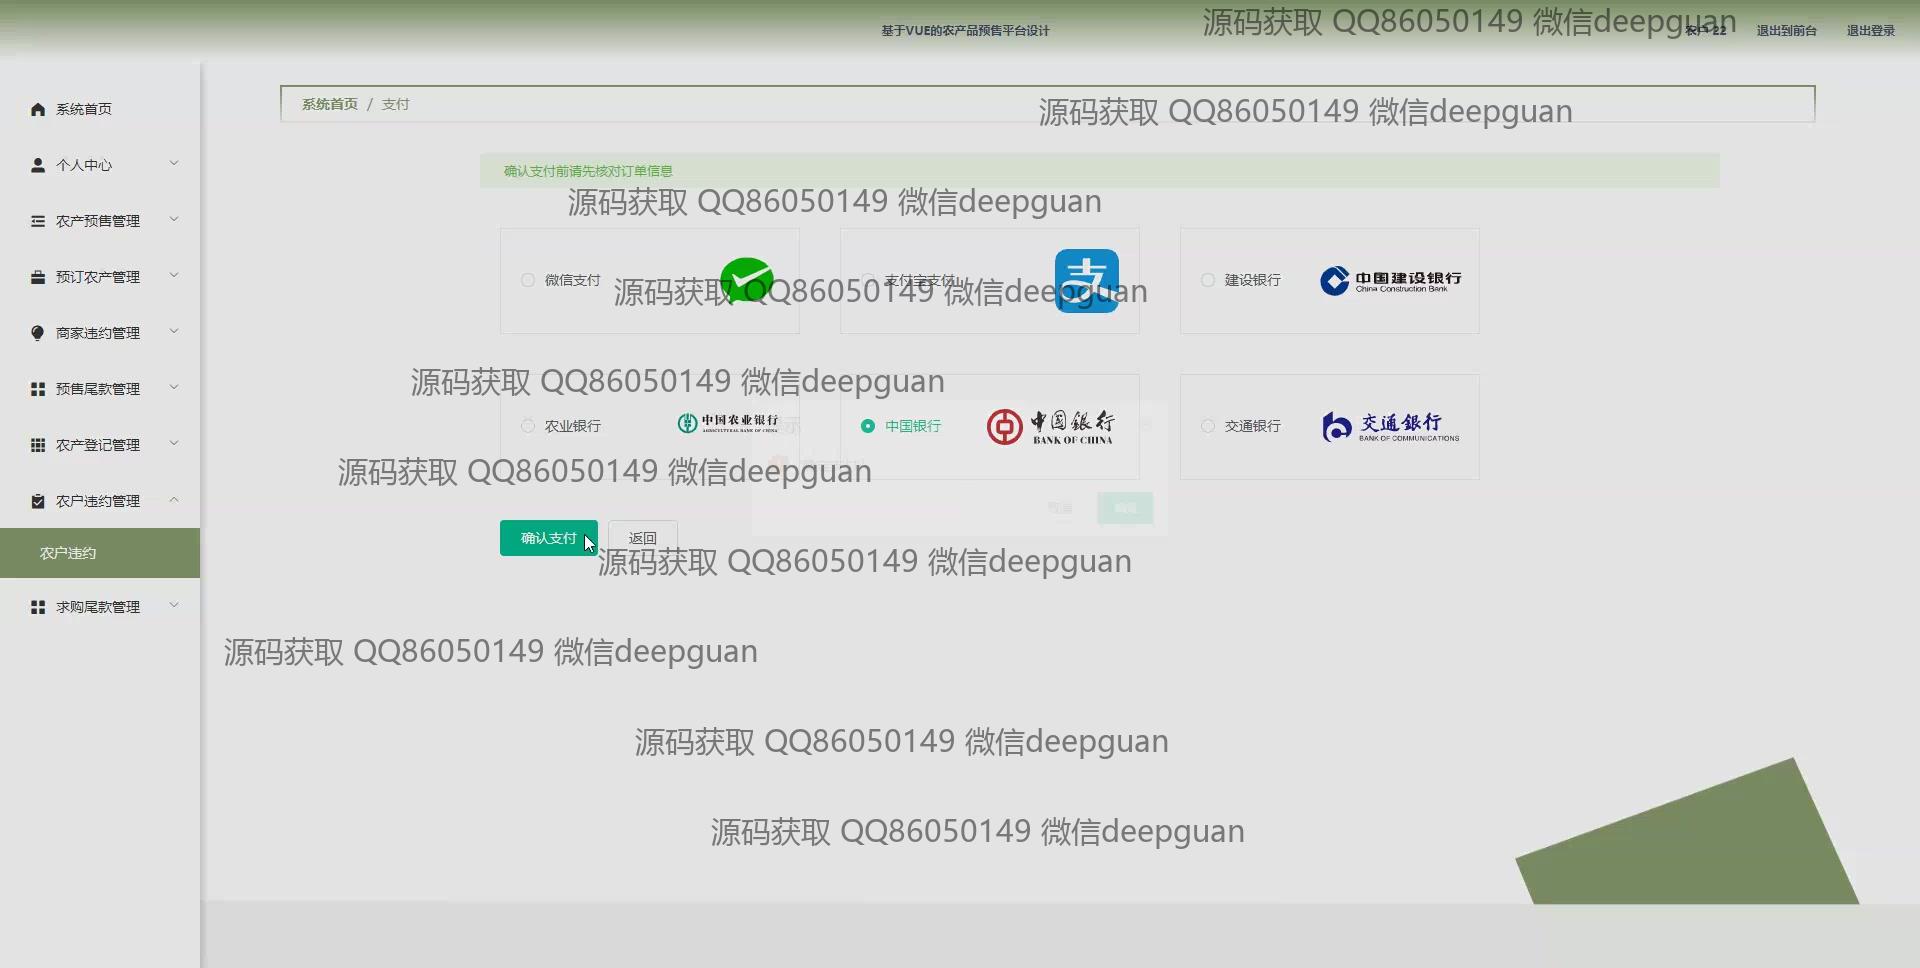 基于VUE的农产品预售平台设计
源码获取 QQ86050149 微信deepguan
农户 22
退出到前台
退出登录
系统首页
个人中心
农产预售管理
预订农产管理
商家违约管理
预售尾款管理
农产登记管理
农户违约管理
农户违约
求购尾款管理
系统首页 / 支付
源码获取 QQ86050149 微信deepguan
确认支付前请先核对订单信息
源码获取 QQ86050149 微信deepguan
微信支付
支付宝支付
支
建设银行
中国建设银行
China Construction Bank
源码获取 QQ86050149 微信deepguan
源码获取 QQ86050149 微信deepguan
农业银行
中国农业银行
AGRICULTURAL BANK OF CHINA
中国银行
中国银行
BANK OF CHINA
交通银行
交通银行
BANK OF COMMUNICATIONS
源码获取 QQ86050149 微信deepguan
确认支付
返回
源码获取 QQ86050149 微信deepguan
源码获取 QQ86050149 微信deepguan
源码获取 QQ86050149 微信deepguan
源码获取 QQ86050149 微信deepguan